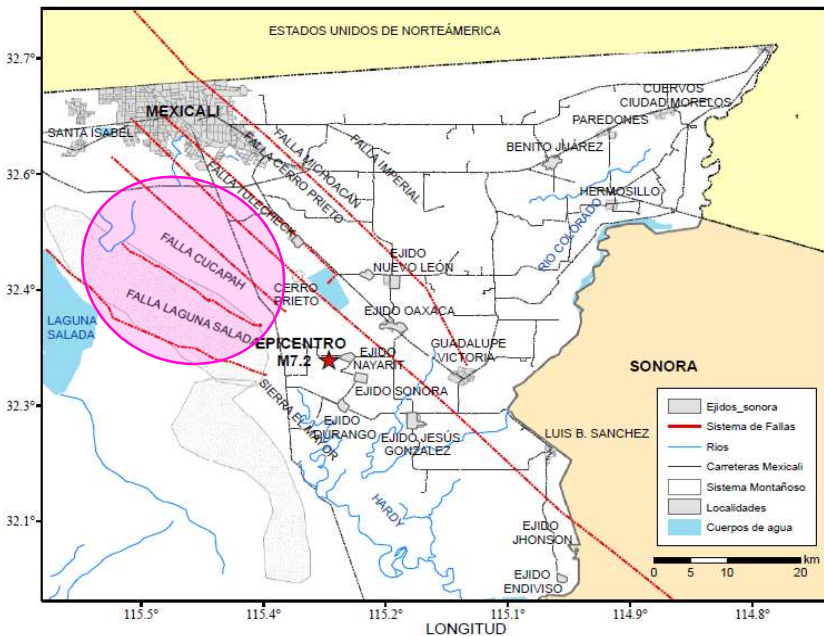 ESTADOS UNIDOS DE NORTEÁMERICA
32.7°
32.6°
32.4°
32.3°
32.1°
MEXICALI
SANTA ISABEL
CUERVOS
CIUDAD MORELOS
PAREDONES
BENITO JUÁREZ
HERMOSILLO
RIO COLORADO
FALLA IMPERIAL
FALLA MICHOACÁN
FALLA CERRO PRIETO
FALLA TULECHECK
FALLA CUCAPAH
FALLA LAGUNA SALADA
LAGUNA
SALADA
CERRO
PRIETO
EJIDO
NUEVO LEÓN
EJIDO OAXACA
GUADALUPE
VICTORIA
EPICENTRO
M7.2
EJIDO
NAYARIT
EJIDO SONORA
EJIDO
DURANGO
EJIDO JESÚS
GONZALEZ
SIERRA EL MAYOR
HARDY
LUIS B. SANCHEZ
EJIDO
JHONSON
EJIDO
ENDIVISO
SONORA
Ejidos_sonora
Sistema de Fallas
Rios
Carreteras Mexicali
Sistema Montañoso
Localidades
Cuerpos de agua
km
0 5 10 20
115.5° 115.4° 115.2° 115.1° 114.9° 114.8°
LONGITUD